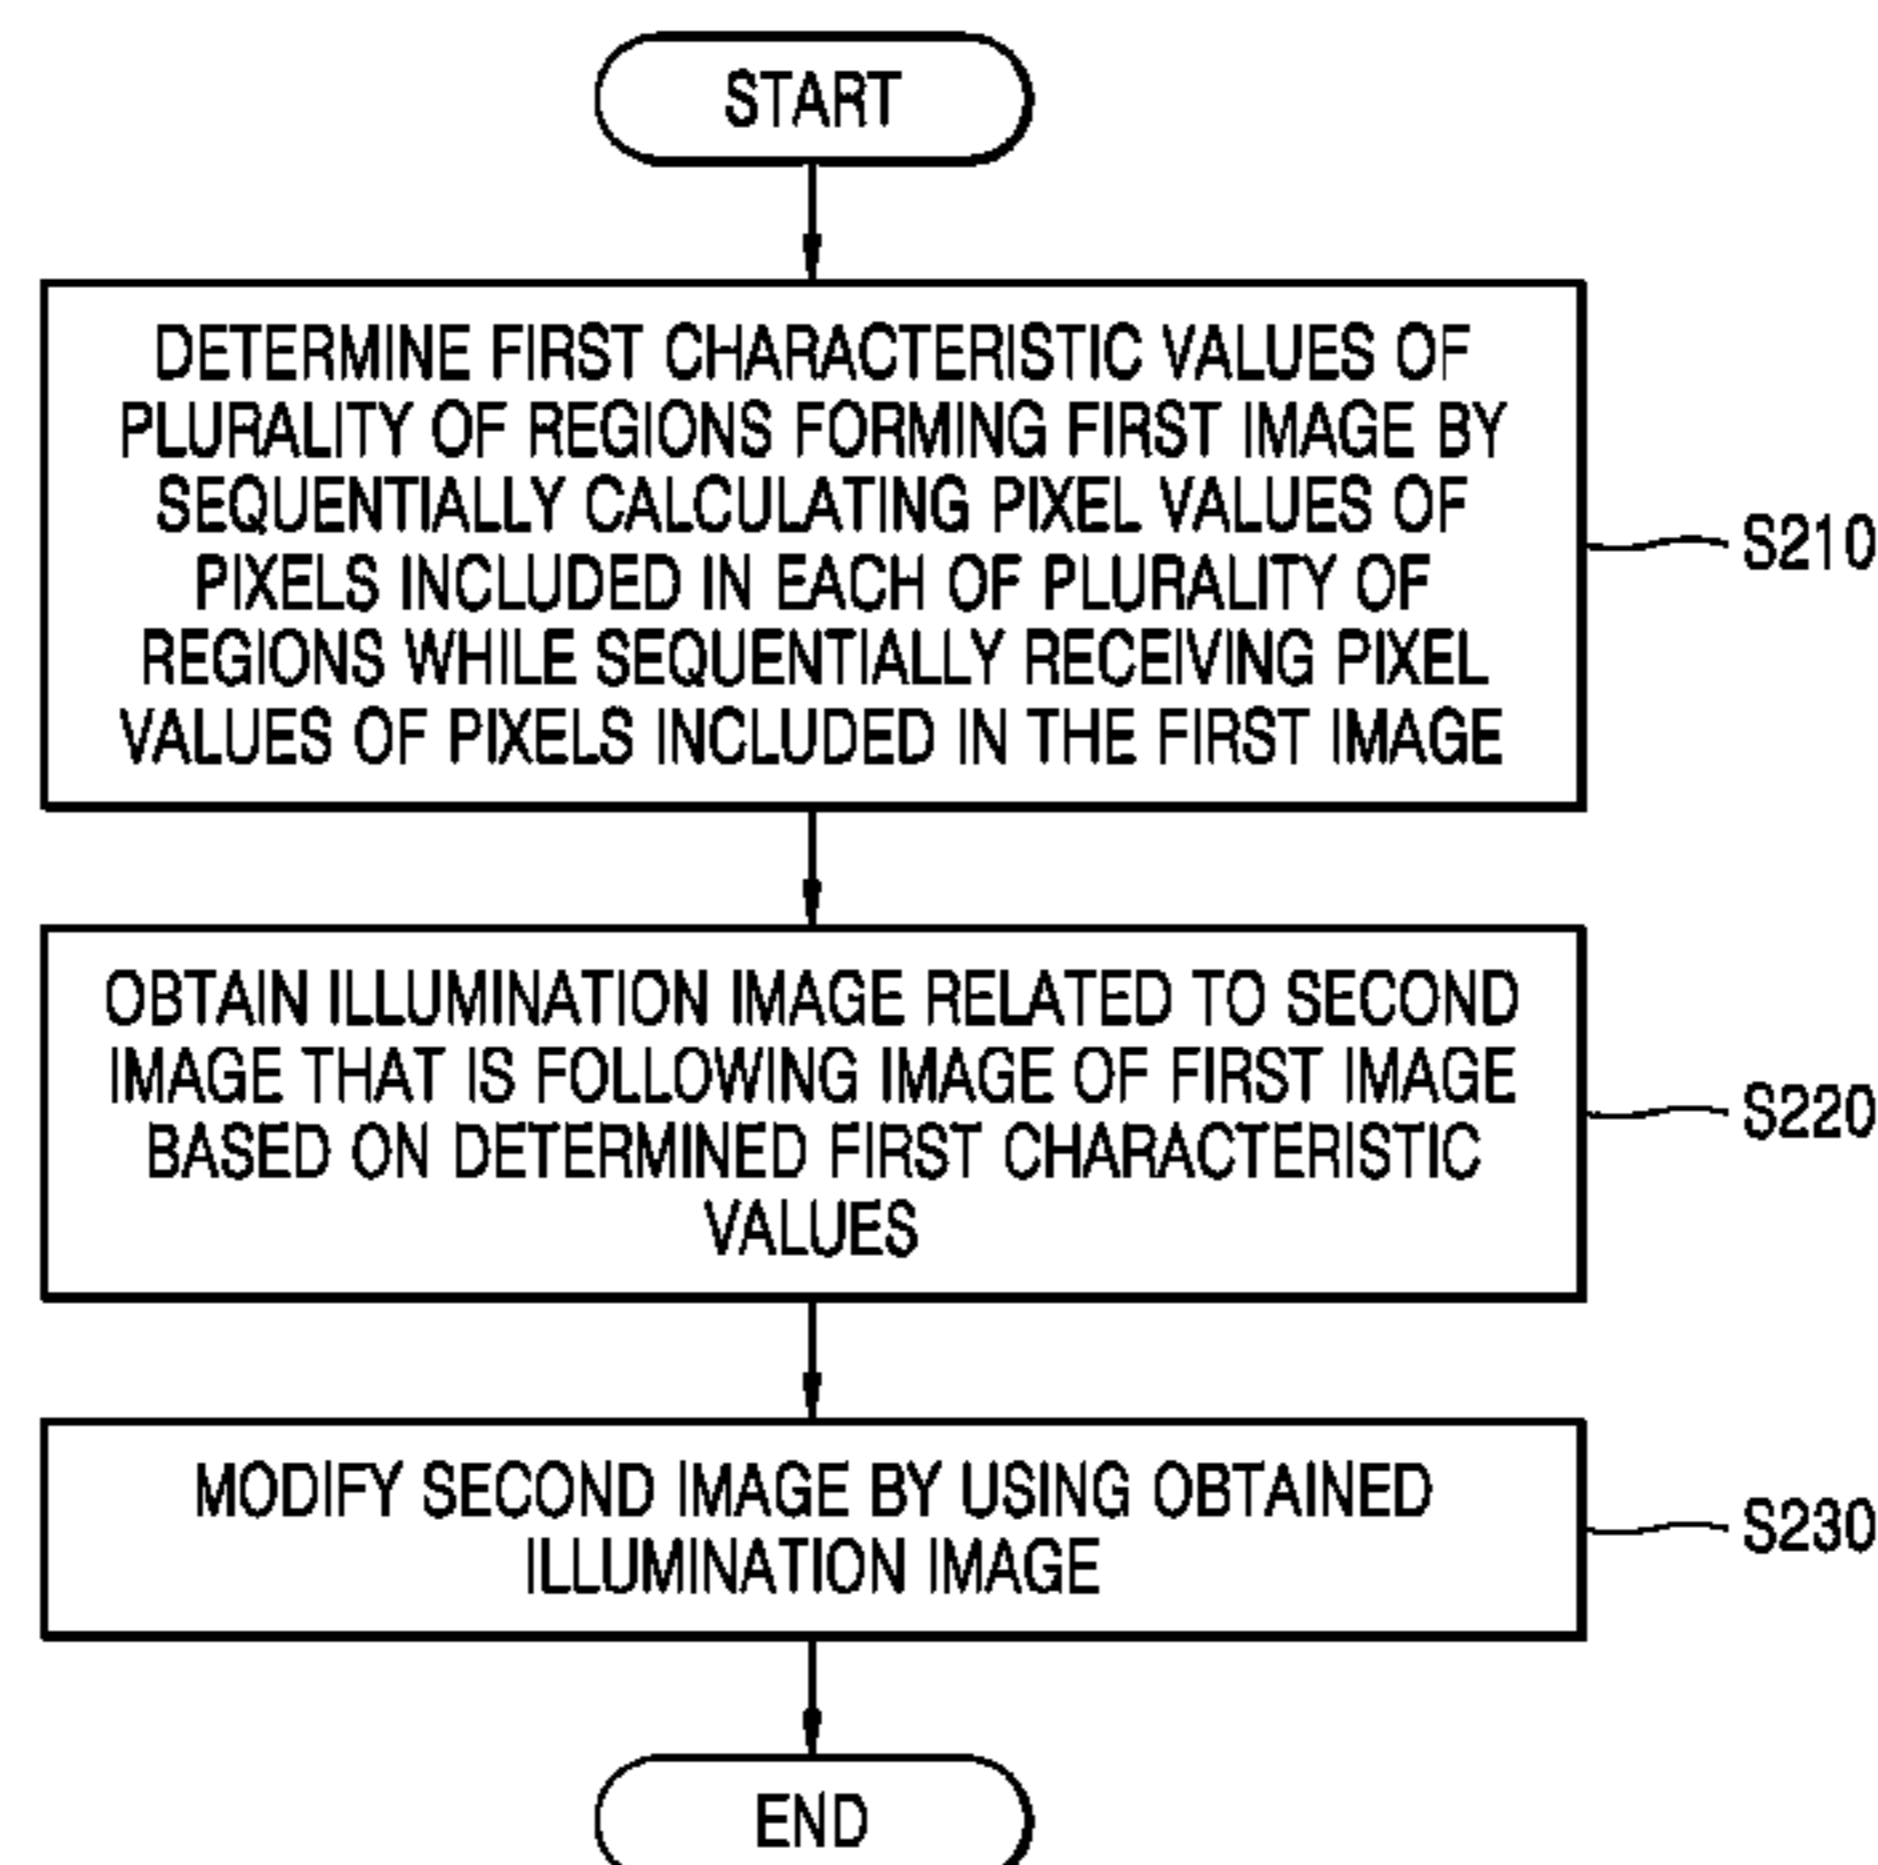 START
DETERMINE FIRST CHARACTERISTIC VALUES OF
PLURALITY OF REGIONS FORMING FIRST IMAGE BY
SEQUENTIALLY CALCULATING PIXEL VALUES OF
PIXELS INCLUDED IN EACH OF PLURALITY OF
REGIONS WHILE SEQUENTIALLY RECEIVING PIXEL
VALUES OF PIXELS INCLUDED IN THE FIRST IMAGE
S210
OBTAIN ILLUMINATION IMAGE RELATED TO SECOND
IMAGE THAT IS FOLLOWING IMAGE OF FIRST IMAGE
BASED ON DETERMINED FIRST CHARACTERISTIC
VALUES
S220
MODIFY SECOND IMAGE BY USING OBTAINED
ILLUMINATION IMAGE
S230
END